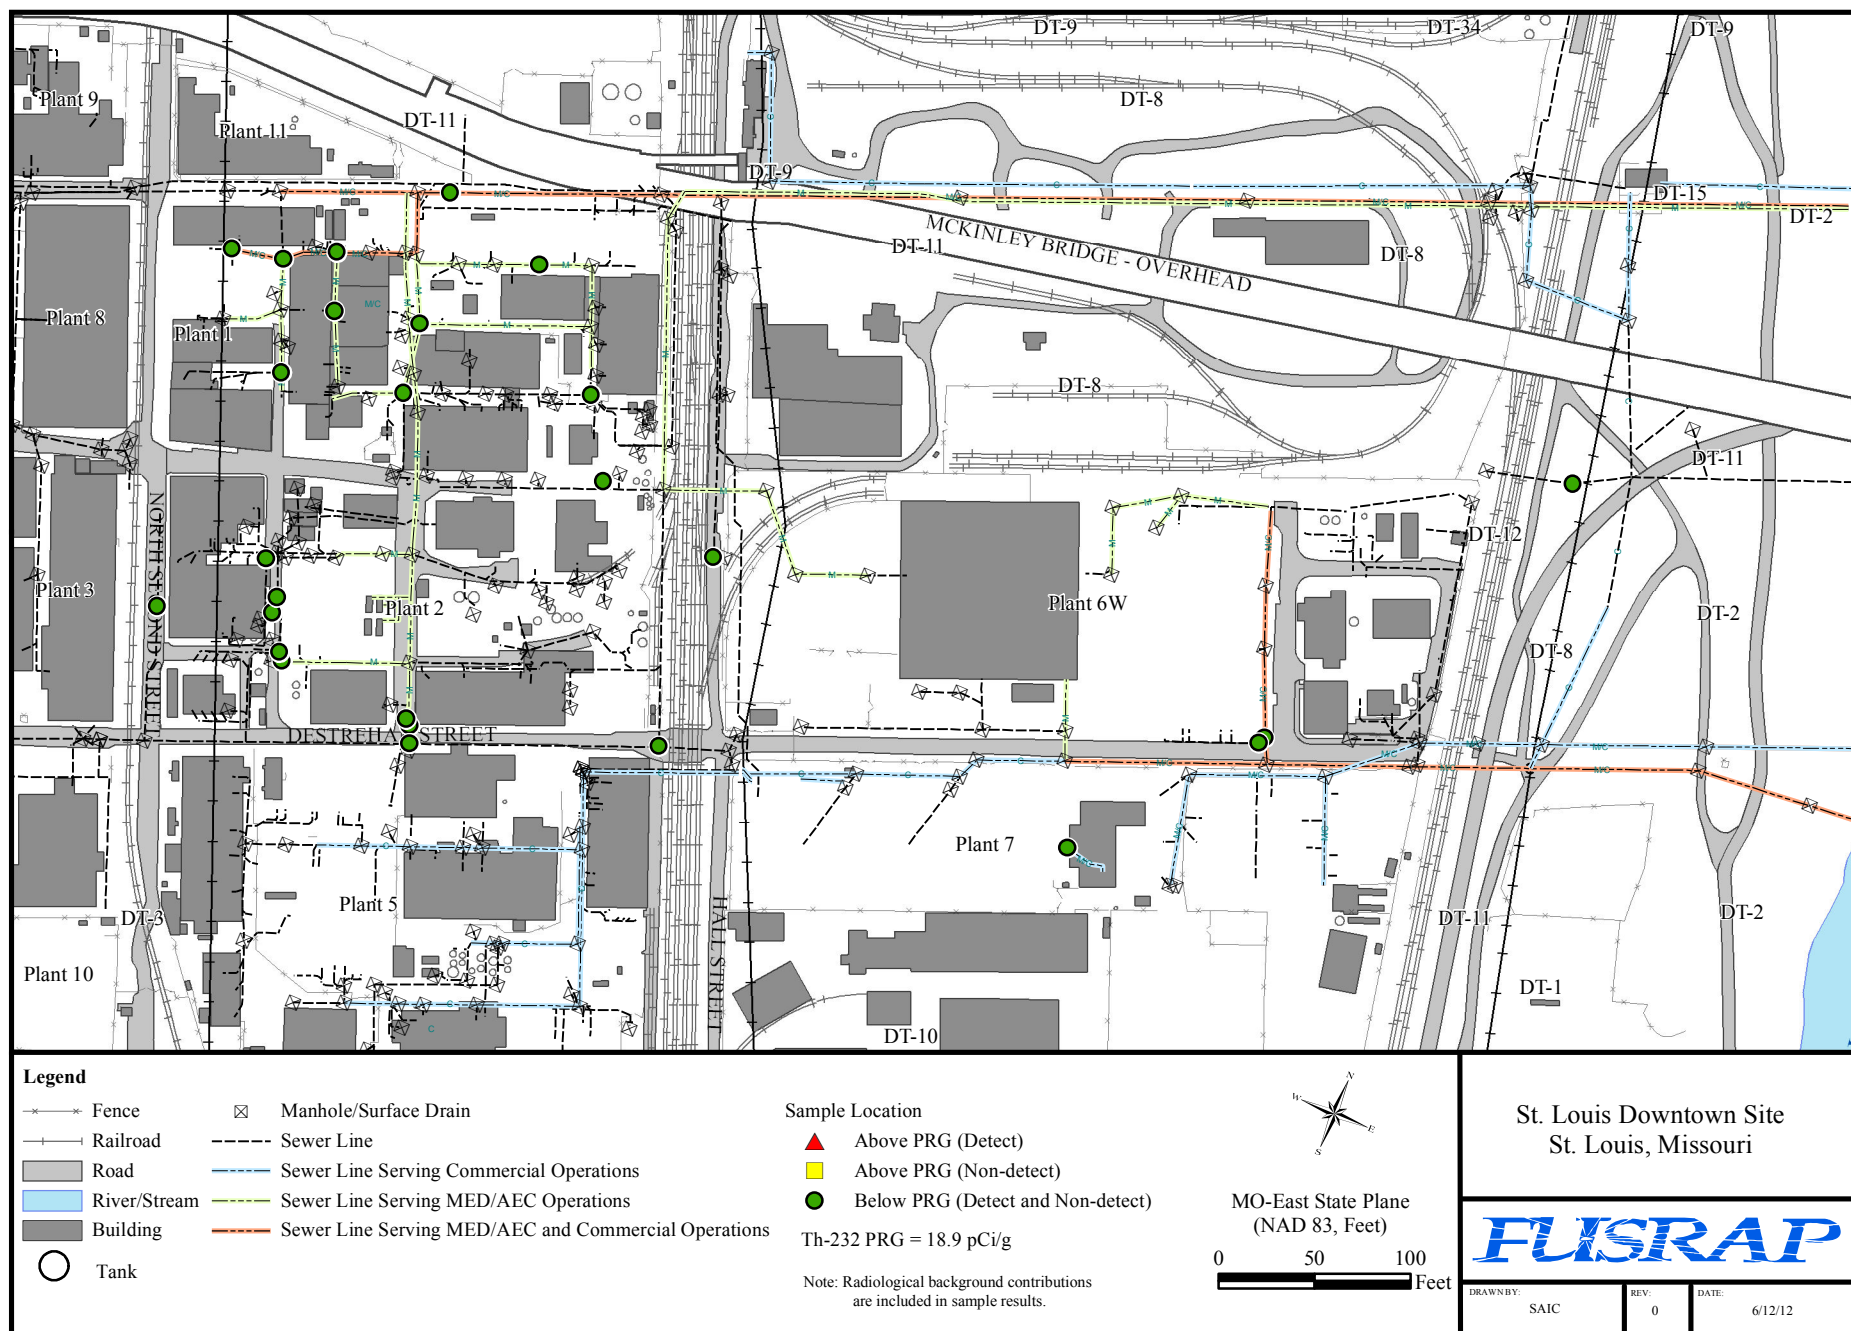 DT-9
DT-34
DT-9
Plant 9
DT-8
Plant 11
DT-11
DT-9
DT-15
DT-2
MCKINLEY BRIDGE - OVERHEAD
DT-11
DT-8
Plant 8
Plant 1
M/C
DT-8
DT-11
NORTH SECOND STREET
DT-12
Plant 3
Plant 2
Plant 6W
DT-2
DT-8
STREET
Plant 7
Plant 5
DT-3
HALL STREET
DT-11
DT-2
Plant 10
DT-1
C
DT-10
Legend
Fence
Railroad
Road
River/Stream
Building
Tank
Manhole/Surface Drain
Sewer Line
Sewer Line Serving Commercial Operations
Sewer Line Serving MED/AEC Operations
Sewer Line Serving MED/AEC and Commercial Operations
Sample Location
Above PRG (Detect)
Above PRG (Non-detect)
Below PRG (Detect and Non-detect)
Th-232 PRG = 18.9 pCi/g
Note: Radiological background contributions
are included in sample results.
N
W
E
S
MO-East State Plane
(NAD 83, Feet)
0 50 100
Feet
St. Louis Downtown Site
St. Louis, Missouri
FUSRAP
DRAWN BY:
SAIC
REV:
0
DATE:
6/12/12